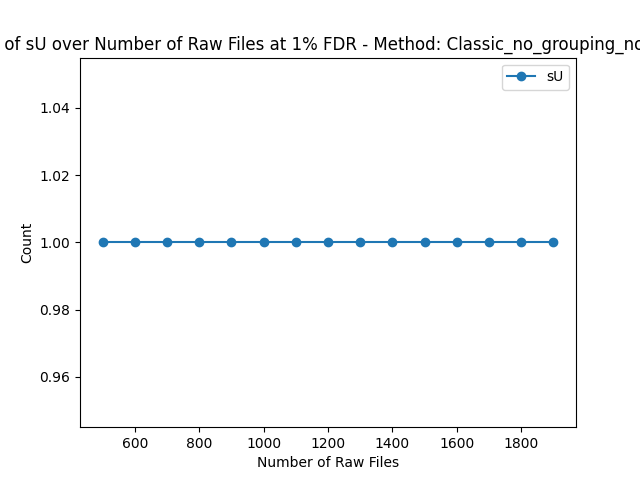 of sU over Number of Raw Files at 1% FDR - Method: Classic_no_grouping_no
sU
1.04
1.02
1.00
0.98
0.96
Count
600 800 1000 1200 1400 1600 1800
Number of Raw Files